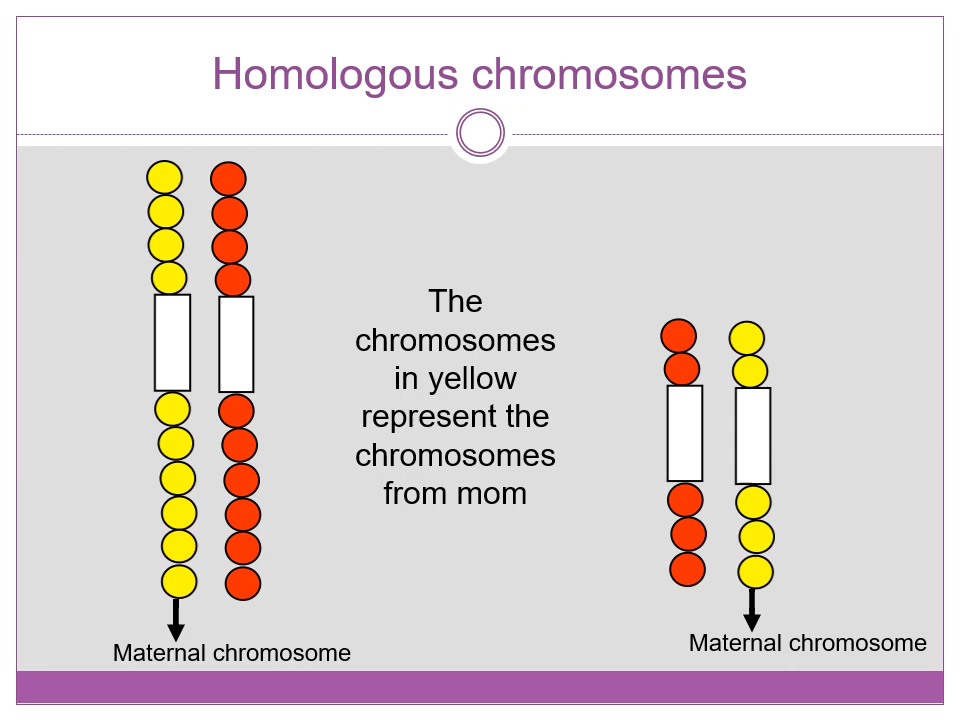 Homologous chromosomes
The
chromosomes
in yellow
represent the
chromosomes
from mom
Maternal chromosome
Maternal chromosome